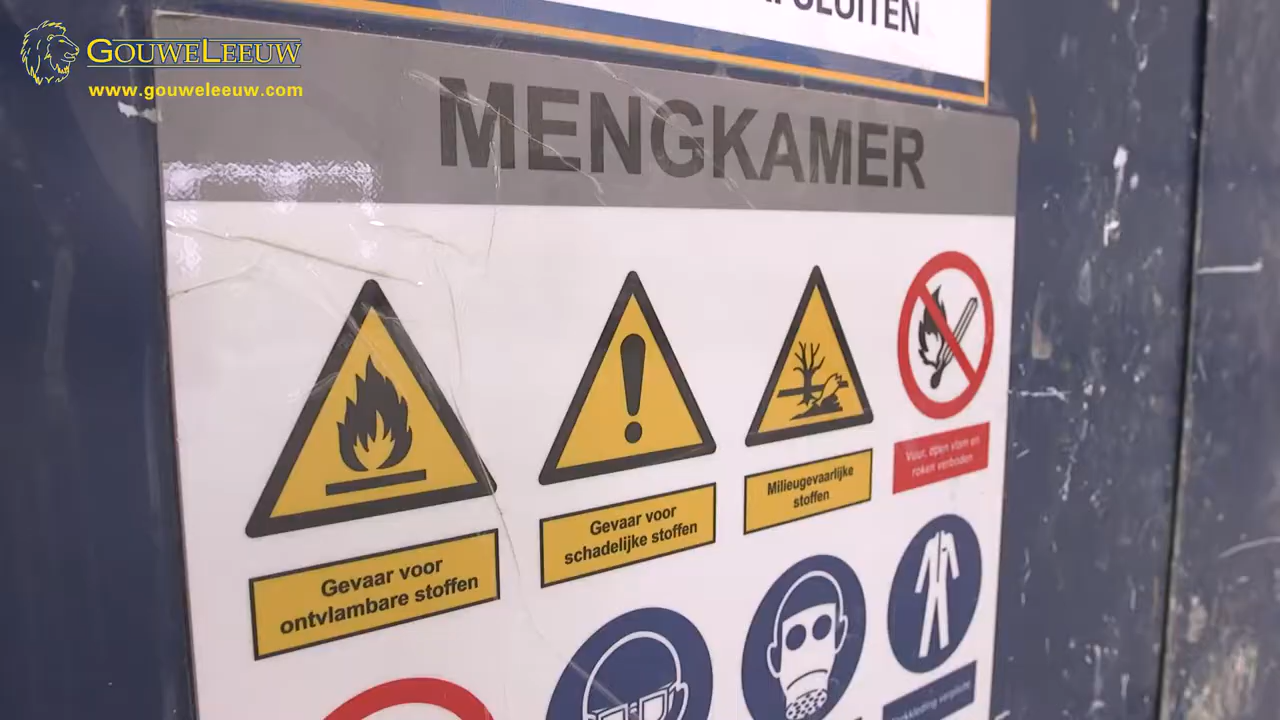 GOUWELEEUW
www.gouweleeuw.com
SLUITEN
MENGKAMER
Gevaar voor
ontvlambare stoffen
Gevaar voor
schadelijke stoffen
Milieugevaarlijke
stoffen
Vuur, open vlam en
roken verboden